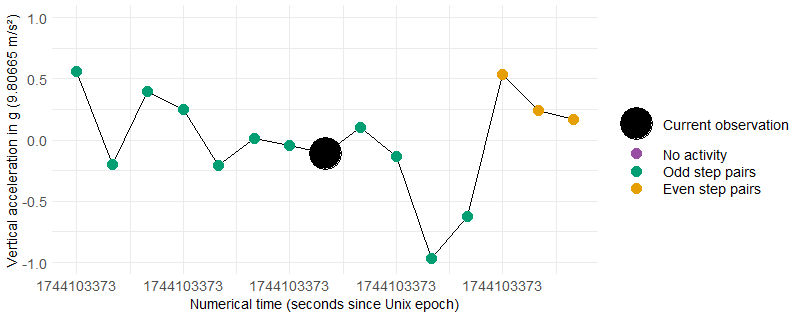 Vertical acceleration in g (9.80665 m/s²)
1.0
0.5
0.0
-0.5
-1.0
1744103373 1744103373 1744103373 1744103373 1744103373
Numerical time (seconds since Unix epoch)
Current observation
No activity
Odd step pairs
Even step pairs